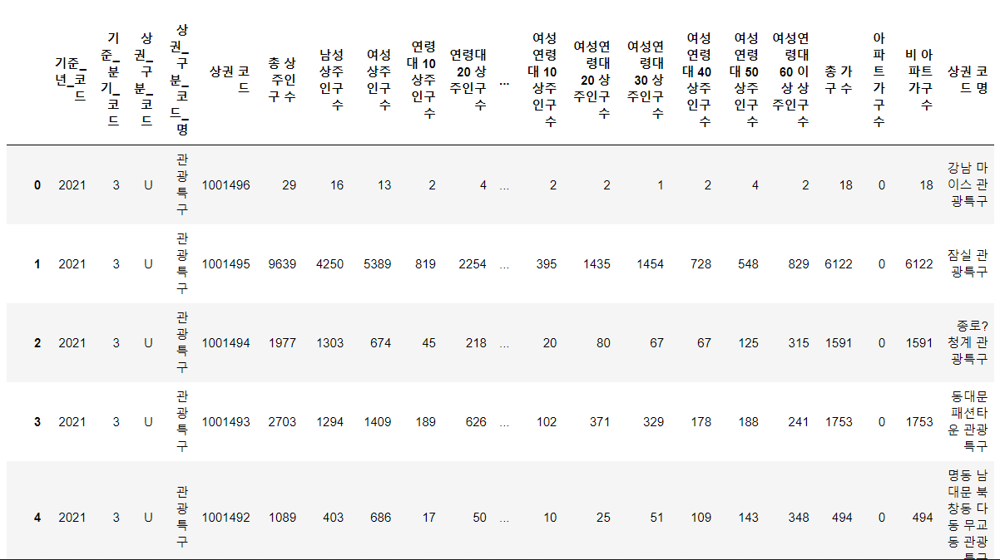 기준_년_코드 기준_분기_코드 상권_구분_코드 상권_구분_코드_명 상권 코드 총 상주인구 수 남성 상주인구 수 여성 상주인구 수 연령대 10 상주인구 수 연령대 20 상주인구 수 ... 여성연령대 10 상주인구 수 여성연령대 20 상주인구 수 여성연령대 30 상주인구 수 여성연령대 40 상주인구 수 여성연령대 50 상주인구 수 여성연령대 60 이상 상주인구 수 총 가구 수 아파트 가구 수 비 아파트 가구 수 상권 코드 명
0 2021 3 U 관광특구 1001496 29 16 13 2 4 ... 2 2 1 2 4 2 18 0 18 강남 마이스 관광특구
1 2021 3 U 관광특구 1001495 9639 4250 5389 819 2254 ... 395 1435 1454 728 548 829 6122 0 6122 잠실 관광특구
2 2021 3 U 관광특구 1001494 1977 1303 674 45 218 ... 20 80 67 67 125 315 1591 0 1591 종로?청계 관광특구
3 2021 3 U 관광특구 1001493 2703 1294 1409 189 626 ... 102 371 329 178 188 241 1753 0 1753 동대문패션타운 관광특구
4 2021 3 U 관광특구 1001492 1089 403 686 17 50 ... 10 25 51 109 143 348 494 0 494 명동 남대문 북창동 다동 무교동 관광특구